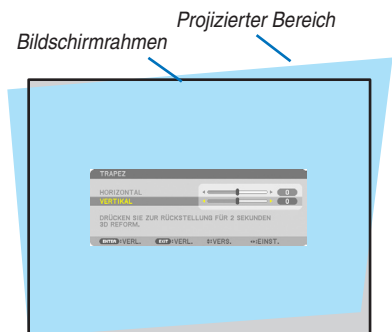 Projizierter Bereich
Bildschirmrahmen
TRAPEZ
HORIZONTAL 0
VERTIKAL 0
DRÜCKEN SIE ZUR RÜCKSTELLUNG FÜR 2 SEKUNDEN
3D REFORM.
ENTER:VERL. EXIT:VERL. ↕:VERS. ↔:EINST.